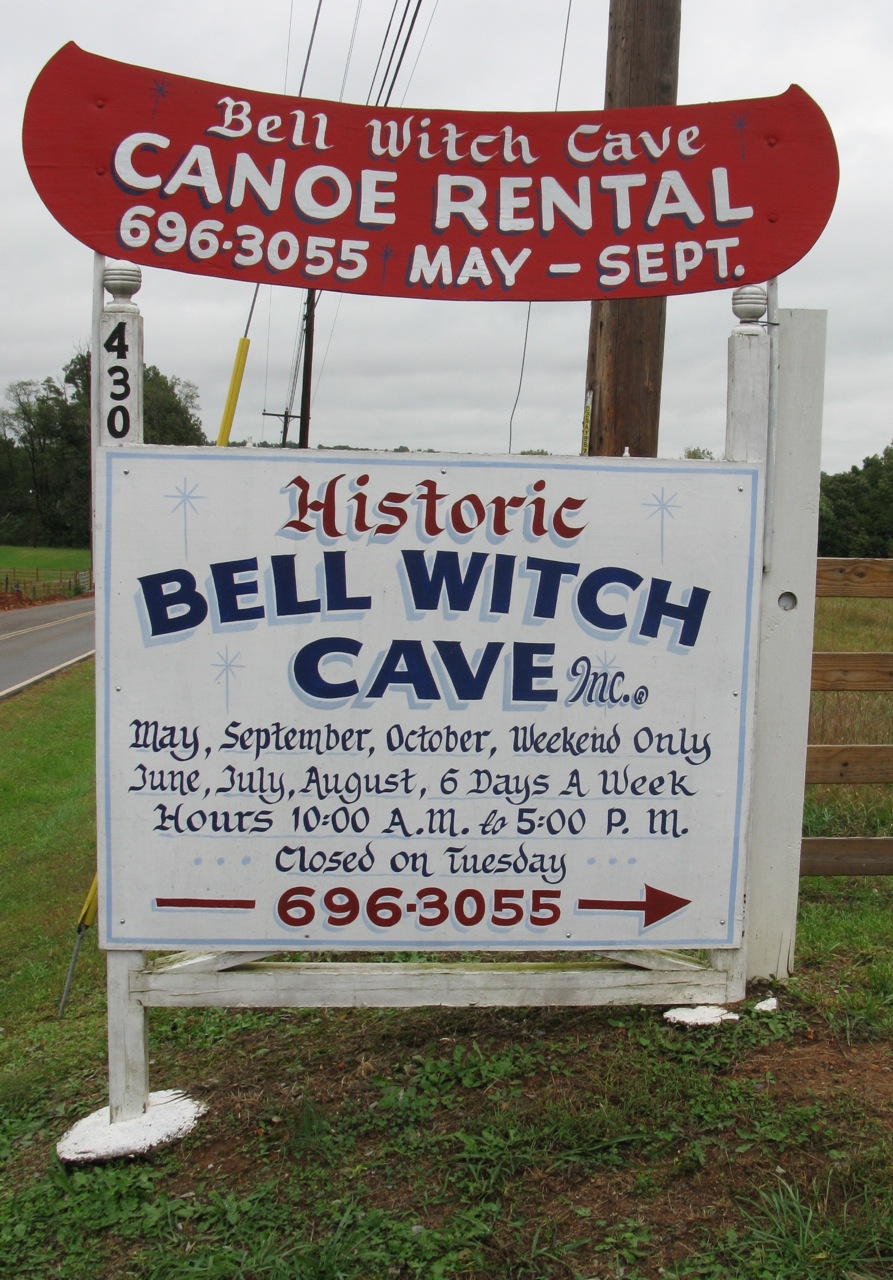 Bell Witch Cave
CANOE RENTAL
696-3055 MAY - SEPT.
430
Historic
BELL WITCH
CAVE Inc.®
May, September, October, Weekend Only
June, July, August, 6 Days A Week
Hours 10:00 A.M. to 5:00 P. M.
Closed on Tuesday
696-3055